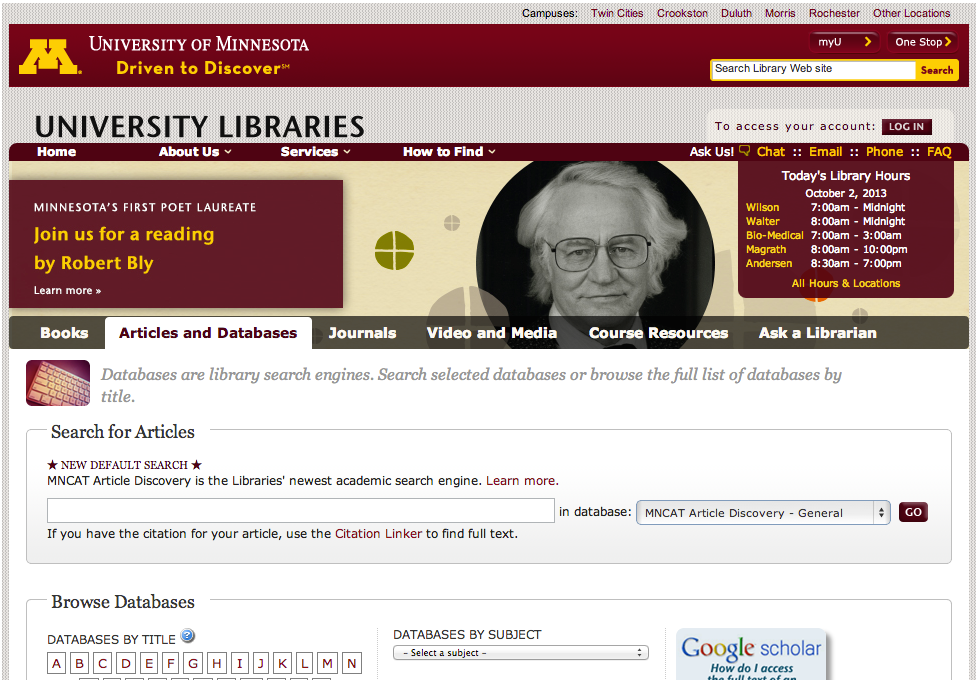 Campuses: Twin Cities Crookston Duluth Morris Rochester Other Locations
M
UNIVERSITY OF MINNESOTA
Driven to Discover℠
myU One Stop
Search Library Web site Search
UNIVERSITY LIBRARIES
To access your account: LOG IN
Home About Us Services How to Find Ask Us! Chat :: Email :: Phone :: FAQ
Today's Library Hours
October 2, 2013
Wilson 7:00am - Midnight
Walter 8:00am - Midnight
Bio-Medical 7:00am - 3:00am
Magrath 8:00am - 10:00pm
Andersen 8:30am - 7:00pm
All Hours & Locations
MINNESOTA'S FIRST POET LAUREATE
Join us for a reading
by Robert Bly
Learn more »
Books Articles and Databases Journals Video and Media Course Resources Ask a Librarian
Databases are library search engines. Search selected databases or browse the full list of databases by
title.
Search for Articles
★ NEW DEFAULT SEARCH ★
MNCAT Article Discovery is the Libraries' newest academic search engine. Learn more.
in database: MNCAT Article Discovery - General GO
If you have the citation for your article, use the Citation Linker to find full text.
Browse Databases
DATABASES BY TITLE ?
A B C D E F G H I J K L M N
DATABASES BY SUBJECT
- Select a subject -
Google scholar
How do I access
the full text of an